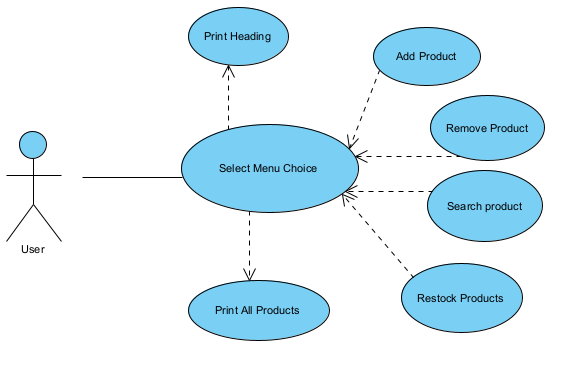 Print Heading
Add Product
Remove Product
Select Menu Choice
Search product
User
Restock Products
Print All Products